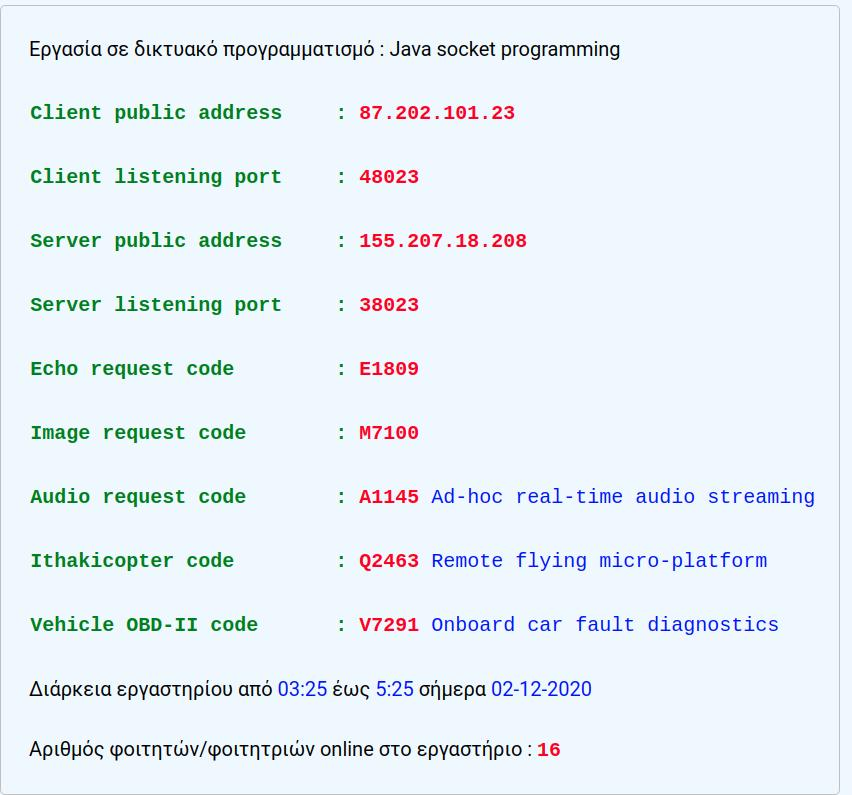 Εργασία σε δικτυακό προγραμματισμό : Java socket programming
Client public address : 87.202.101.23
Client listening port : 48023
Server public address : 155.207.18.208
Server listening port : 38023
Echo request code : E1809
Image request code : M7100
Audio request code : A1145 Ad-hoc real-time audio streaming
Ithakicopter code : Q2463 Remote flying micro-platform
Vehicle OBD-II code : V7291 Onboard car fault diagnostics
Διάρκεια εργαστηρίου από 03:25 έως 5:25 σήμερα 02-12-2020
Αριθμός φοιτητών/φοιτητριών online στο εργαστήριο : 16